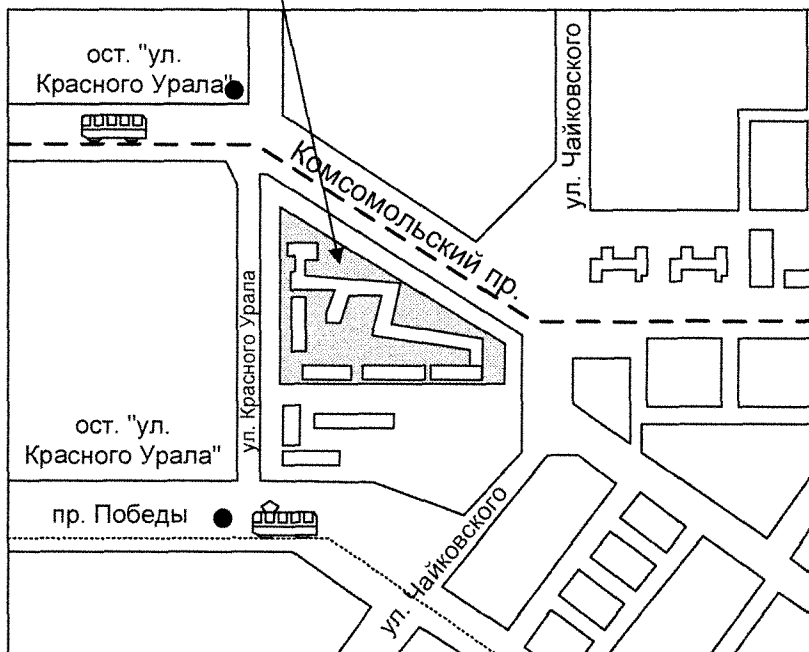 ост. "ул.
Красного Урала"
ул. Чайковского
Комсомольский пр.
ул. Красного Урала
ост. "ул.
Красного Урала"
пр. Победы
ул. Чайковского